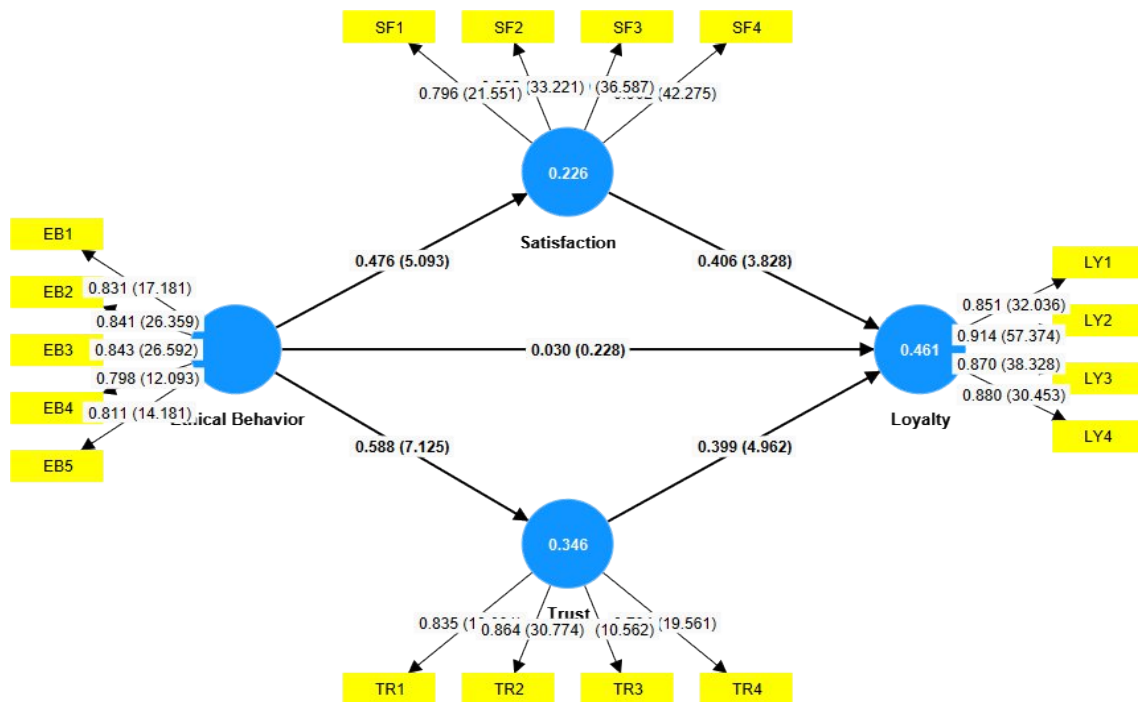 SF1
SF2
SF3
SF4
0.796 (21.551)
(33.221)
(36.587)
(42.275)
0.226
Satisfaction
EB1
EB2
EB3
EB4
EB5
0.831 (17.181)
0.841 (26.359)
0.843 (26.592)
0.798 (12.093)
0.811 (14.181)
Ethical Behavior
0.476 (5.093)
0.406 (3.828)
0.030 (0.228)
0.588 (7.125)
0.399 (4.962)
0.461
Loyalty
LY1
LY2
LY3
LY4
0.851 (32.036)
0.914 (57.374)
0.870 (38.328)
0.880 (30.453)
0.346
Trust
0.835
0.864 (30.774)
(10.562)
(19.561)
TR1
TR2
TR3
TR4